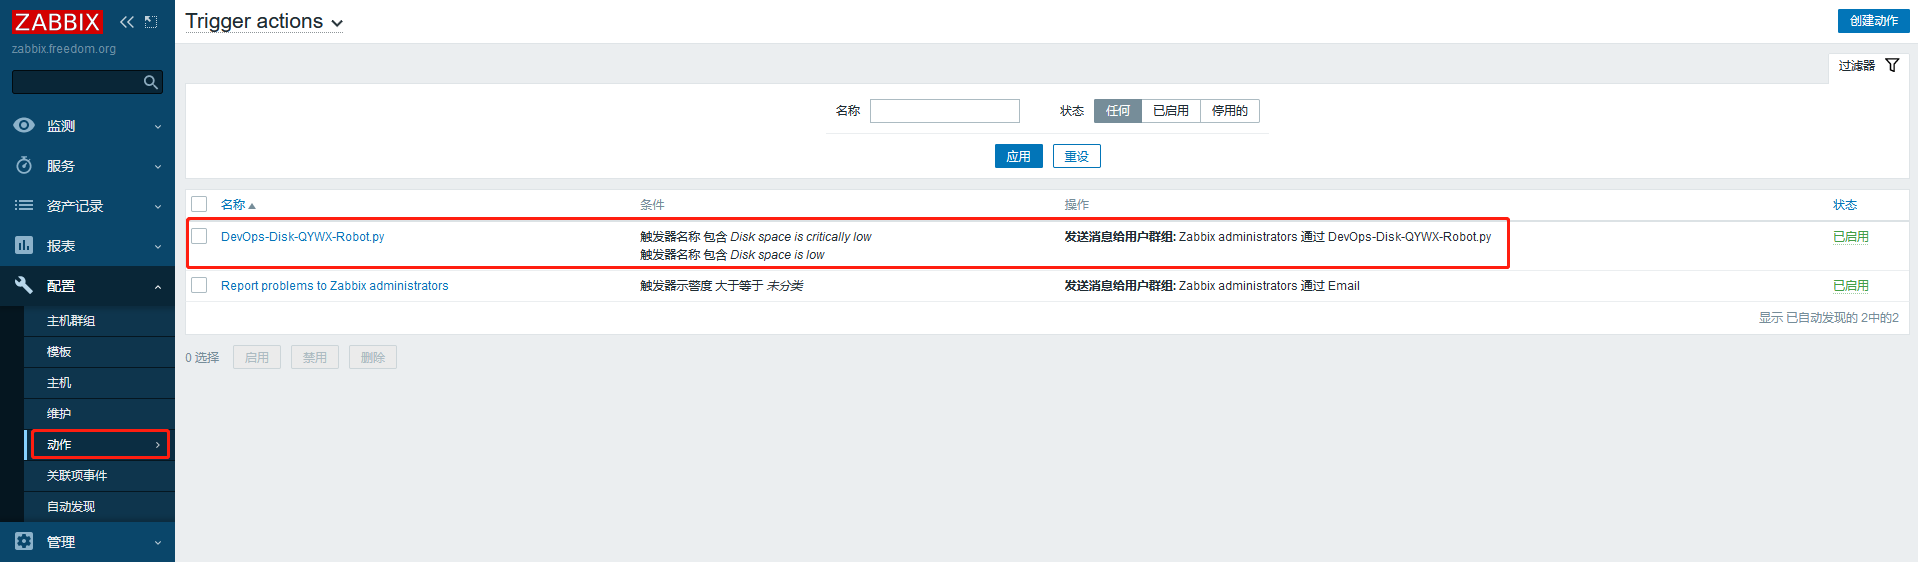 ZABBIX
zabbix.freedom.org
监测
服务
资产记录
报表
配置
主机群组
模板
主机
维护
动作
关联项事件
自动发现
管理
Trigger actions
创建动作
过滤器
名称 状态 任何 已启用 停用的
应用 重设
名称 条件 操作 状态
DevOps-Disk-QYWX-Robot.py 触发器名称 包含 Disk space is critically low 发送消息给用户群组: Zabbix administrators 通过 DevOps-Disk-QYWX-Robot.py 已启用
触发器名称 包含 Disk space is low
Report problems to Zabbix administrators 触发器示警度 大于等于 未分类 发送消息给用户群组: Zabbix administrators 通过 Email 已启用
显示 已自动发现的 2中的2
0 选择 启用 禁用 删除